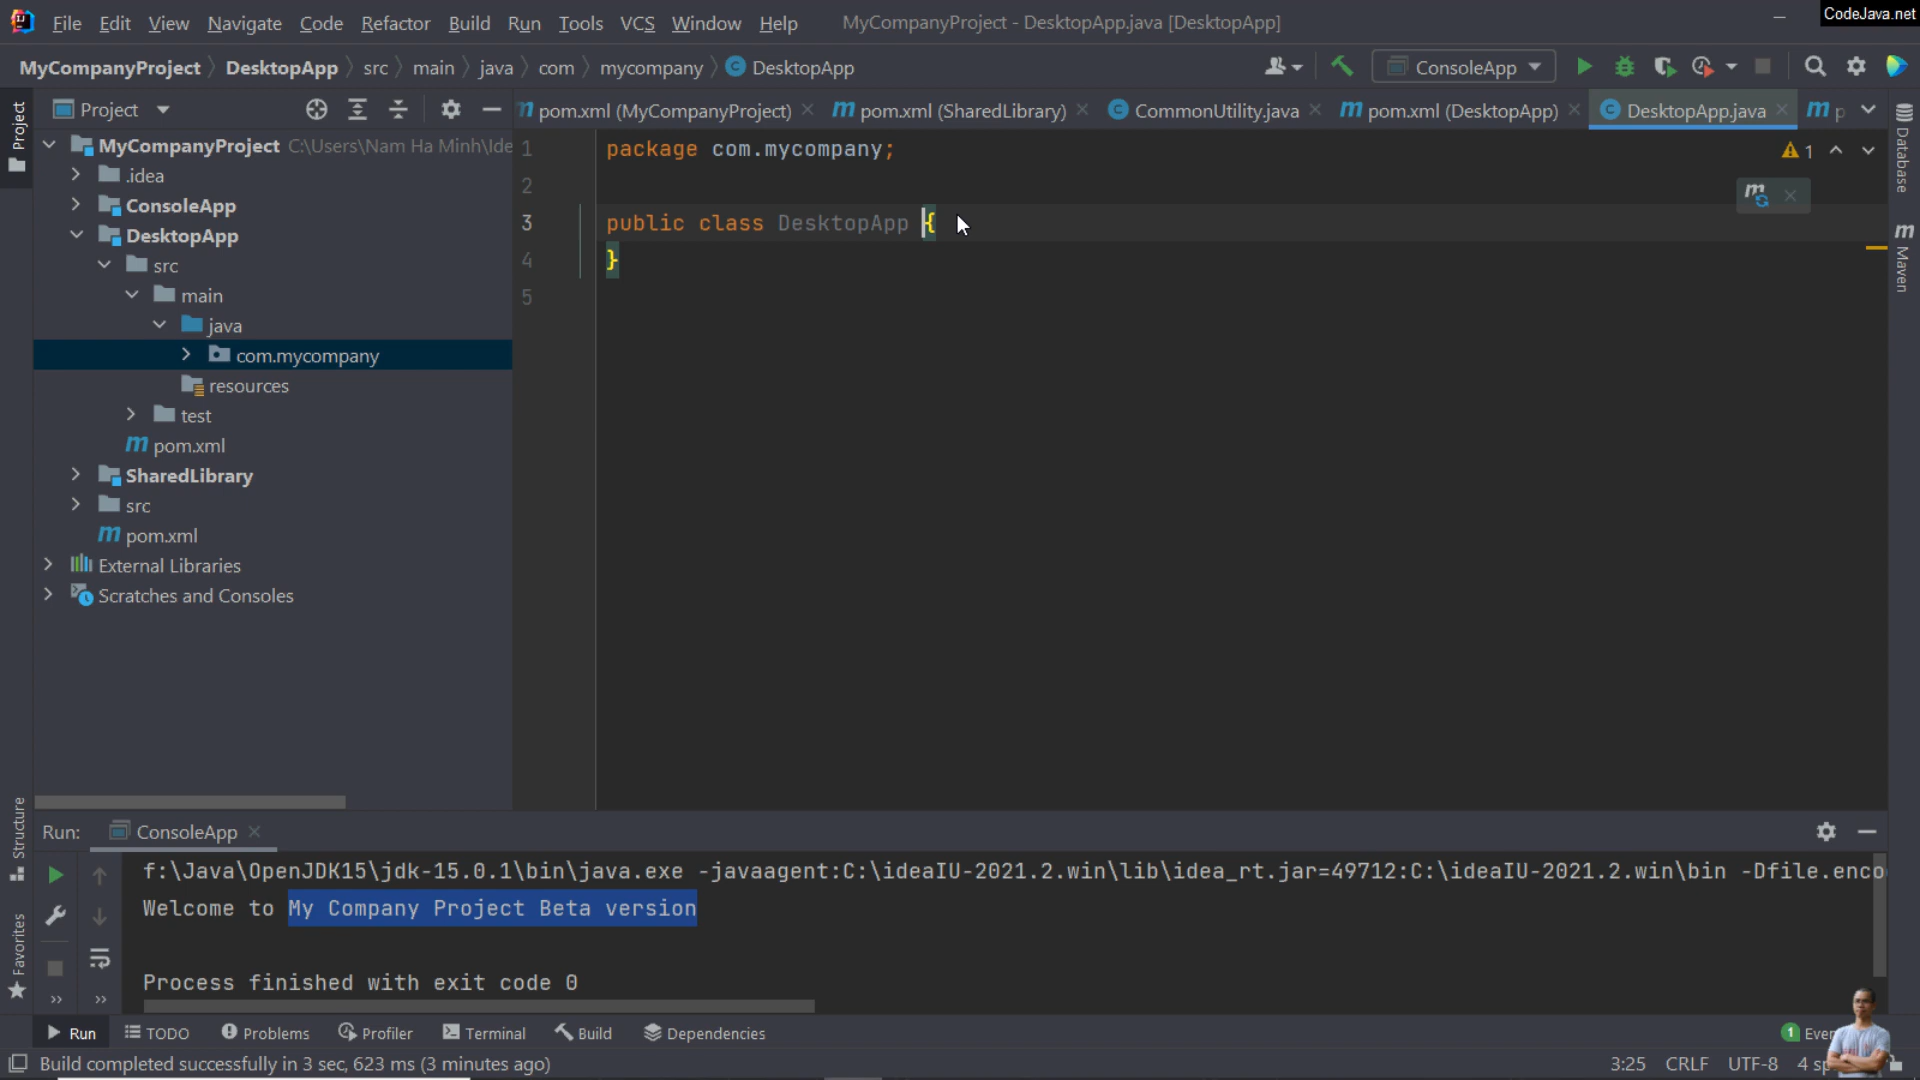 File Edit View Navigate Code Refactor Build Run Tools VCS Window Help MyCompanyProject - DesktopApp.java [DesktopApp]
CodeJava.net
MyCompanyProject DesktopApp src main java com mycompany DesktopApp ConsoleApp
Project
Project
pom.xml (MyCompanyProject) pom.xml (SharedLibrary) CommonUtility.java pom.xml (DesktopApp) DesktopApp.java p
MyCompanyProject C:\Users\Nam Ha Minh\Ide
.idea
ConsoleApp
DesktopApp
src
main
java
com.mycompany
resources
test
pom.xml
SharedLibrary
src
pom.xml
External Libraries
Scratches and Consoles
1 package com.mycompany;
2
3 public class DesktopApp {
4 }
5
1
Database
m Maven
Structure
Favorites
Run: ConsoleApp
f:\Java\OpenJDK15\jdk-15.0.1\bin\java.exe -javaagent:C:\ideaIU-2021.2.win\lib\idea_rt.jar=49712:C:\ideaIU-2021.2.win\bin -Dfile.enco
Welcome to My Company Project Beta version
Process finished with exit code 0
Run TODO Problems Profiler Terminal Build Dependencies 1 Eve
Build completed successfully in 3 sec, 623 ms (3 minutes ago) 3:25 CRLF UTF-8 4 sp